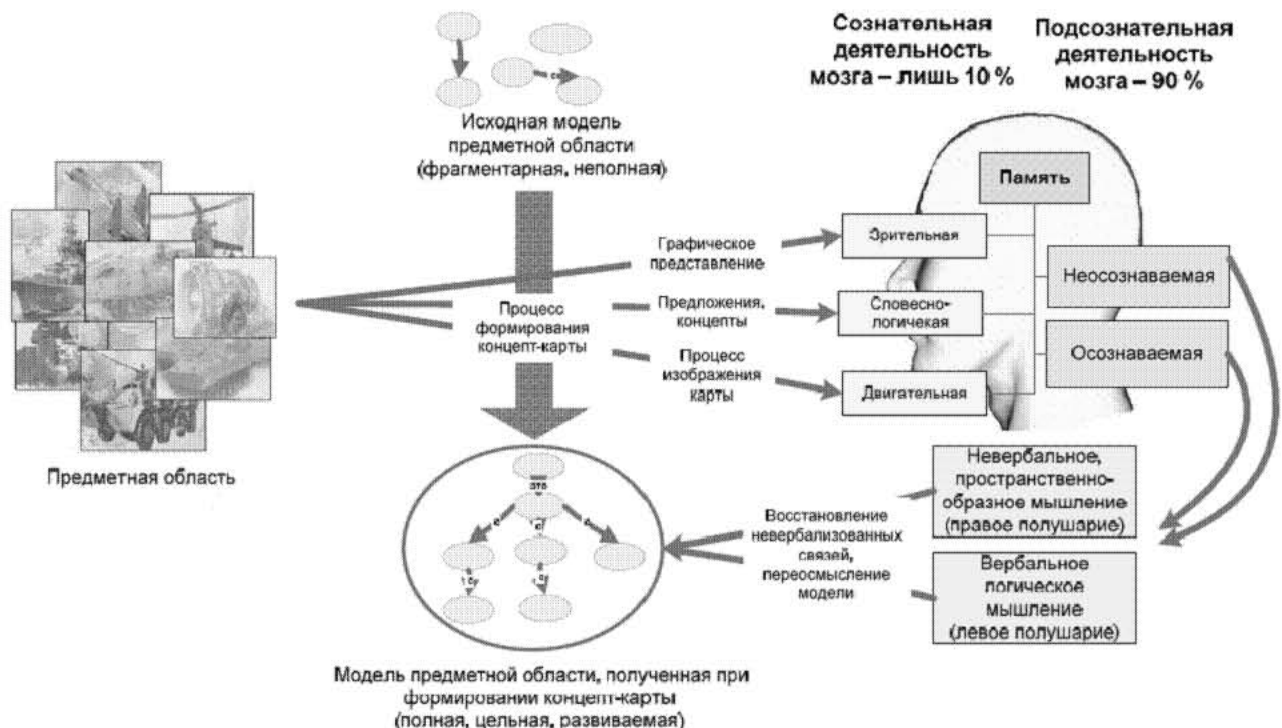 Сознательная
деятельность
мозга – лишь 10 %
Подсознательная
деятельность
мозга – 90 %
Исходная модель
предметной области
(фрагментарная, неполная)
Память
Зрительная
Графическое
представление
Неосознаваемая
Предложения,
концепты
Словесно-
логичекая
Процесс
формирования
концепт-карты
Осознаваемая
Процесс
изображения
карты
Двигательная
Предметная область
Невербальное,
пространственно-
образное мышление
(правое полушарие)
это
Восстановление
невербализованных
связей,
переосмысление
модели
Вербальное
логическое
мышление
(левое полушарие)
Модель предметной области, полученная при
формировании концепт-карты
(полная, цельная, развиваемая)